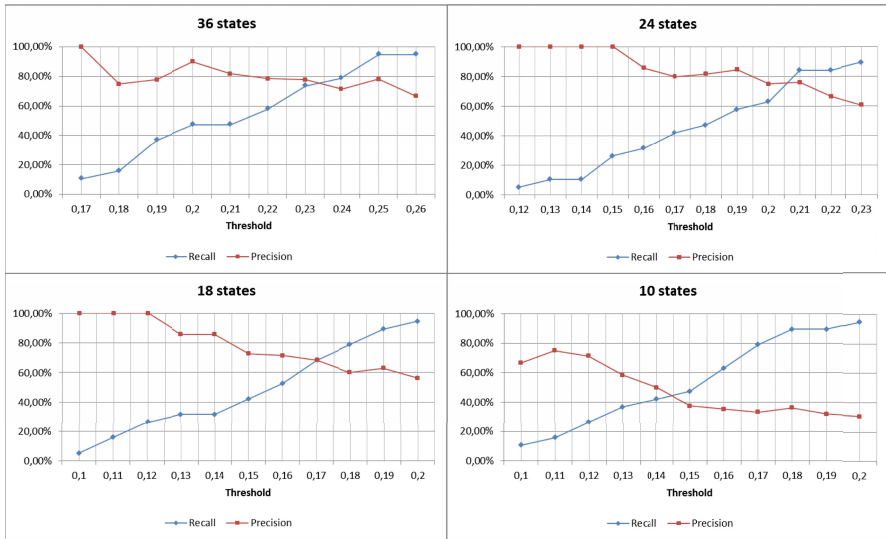 36 states
100,00%
80,00%
60,00%
40,00%
20,00%
0,00%
0,17 0,18 0,19 0,2 0,21 0,22 0,23 0,24 0,25 0,26
Threshold
Recall Precision
24 states
100,00%
80,00%
60,00%
40,00%
20,00%
0,00%
0,12 0,13 0,14 0,15 0,16 0,17 0,18 0,19 0,2 0,21 0,22 0,23
Threshold
Recall Precision
18 states
100,00%
80,00%
60,00%
40,00%
20,00%
0,00%
0,1 0,11 0,12 0,13 0,14 0,15 0,16 0,17 0,18 0,19 0,2
Threshold
Recall Precision
10 states
100,00%
80,00%
60,00%
40,00%
20,00%
0,00%
0,1 0,11 0,12 0,13 0,14 0,15 0,16 0,17 0,18 0,19 0,2
Threshold
Recall Precision